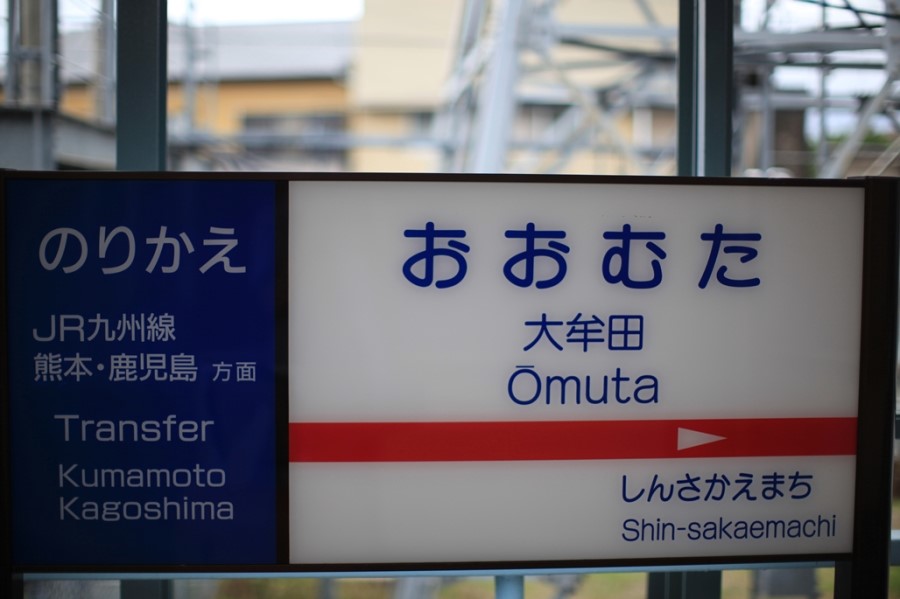 のりかえ
JR九州線
熊本・鹿児島 方面
Transfer
Kumamoto
Kagoshima
おおむた
大牟田
Ōmuta
しんさかえまち
Shin-sakaemachi